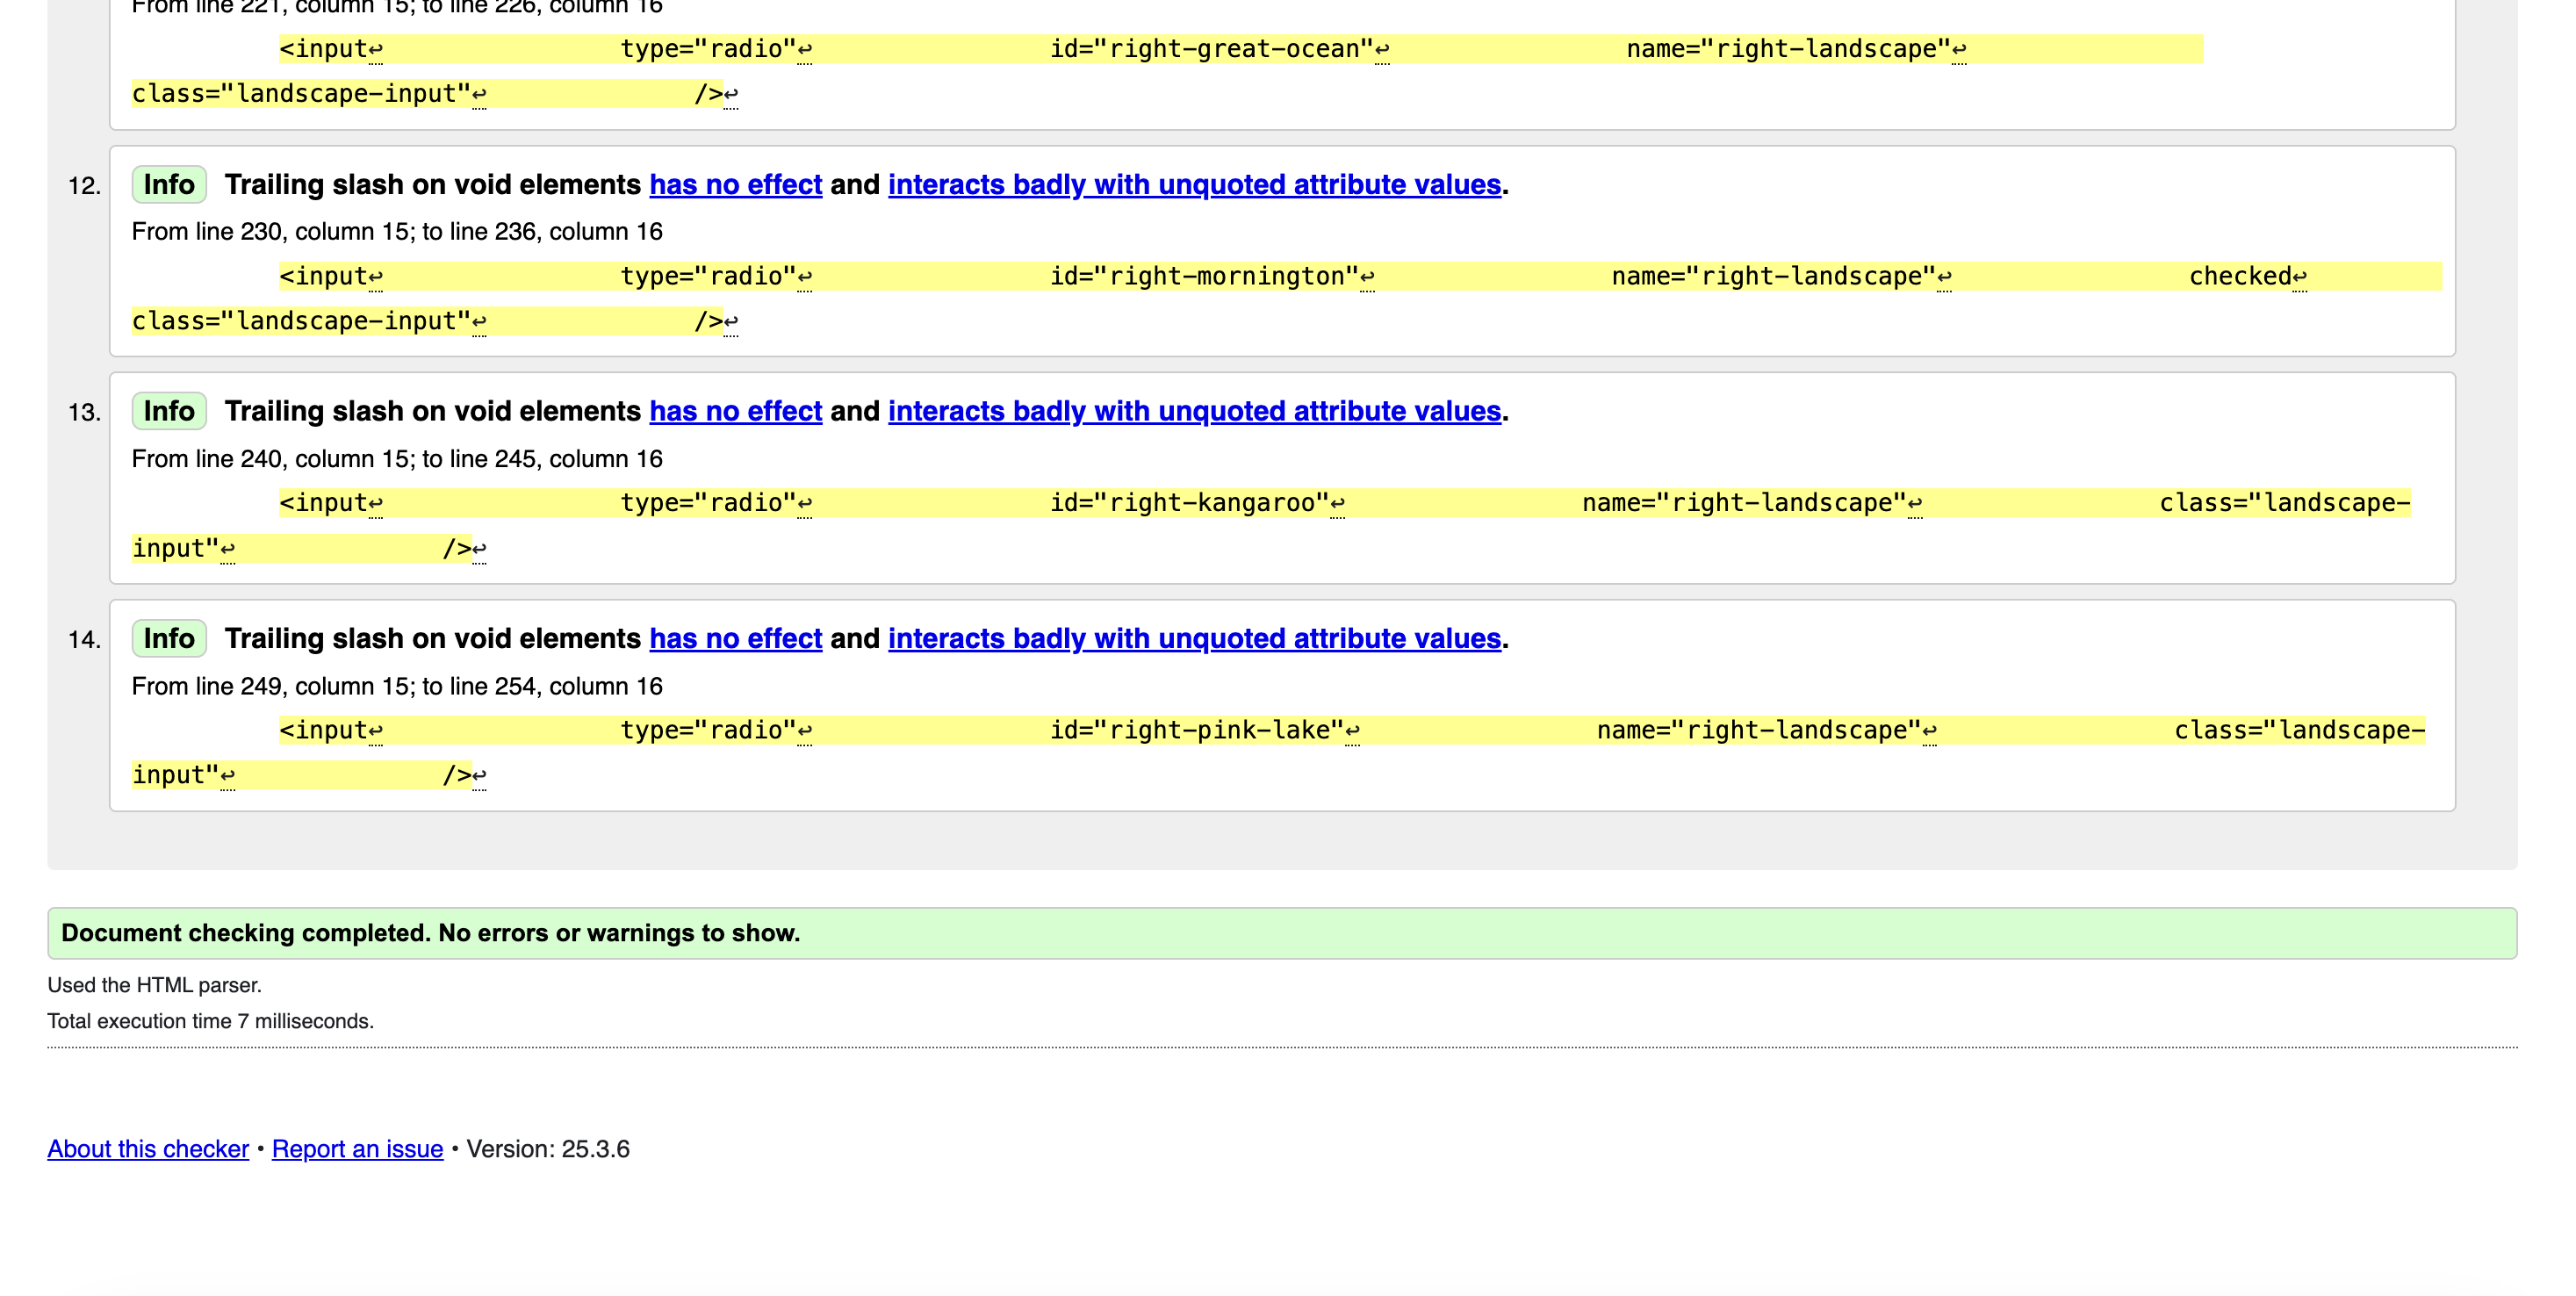 From line 221, column 15; to line 226, column 16
<input↩ type="radio"↩ id="right-great-ocean"↩ name="right-landscape"↩
class="landscape-input"↩ />↩
12. Info Trailing slash on void elements has no effect and interacts badly with unquoted attribute values.
From line 230, column 15; to line 236, column 16
<input↩ type="radio"↩ id="right-mornington"↩ name="right-landscape"↩ checked↩
class="landscape-input"↩ />↩
13. Info Trailing slash on void elements has no effect and interacts badly with unquoted attribute values.
From line 240, column 15; to line 245, column 16
<input↩ type="radio"↩ id="right-kangaroo"↩ name="right-landscape"↩ class="landscape-
input"↩ />↩
14. Info Trailing slash on void elements has no effect and interacts badly with unquoted attribute values.
From line 249, column 15; to line 254, column 16
<input↩ type="radio"↩ id="right-pink-lake"↩ name="right-landscape"↩ class="landscape-
input"↩ />↩
Document checking completed. No errors or warnings to show.
Used the HTML parser.
Total execution time 7 milliseconds.
About this checker • Report an issue • Version: 25.3.6